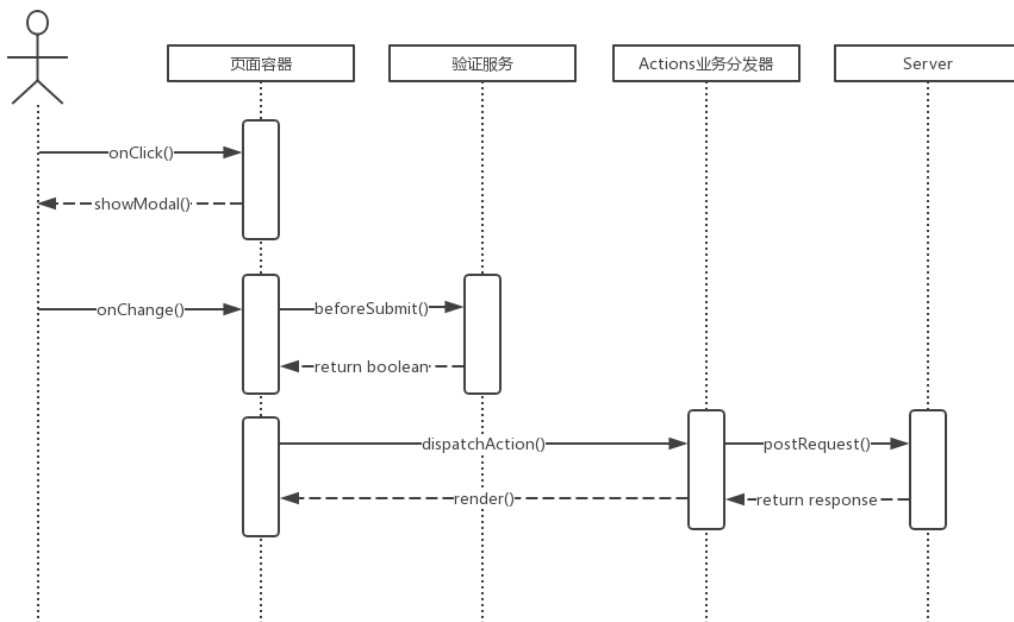 页面容器
验证服务
Actions业务分发器
Server
onClick()
showModal()
onChange()
beforeSubmit()
return boolean
dispatchAction()
postRequest()
render()
return response